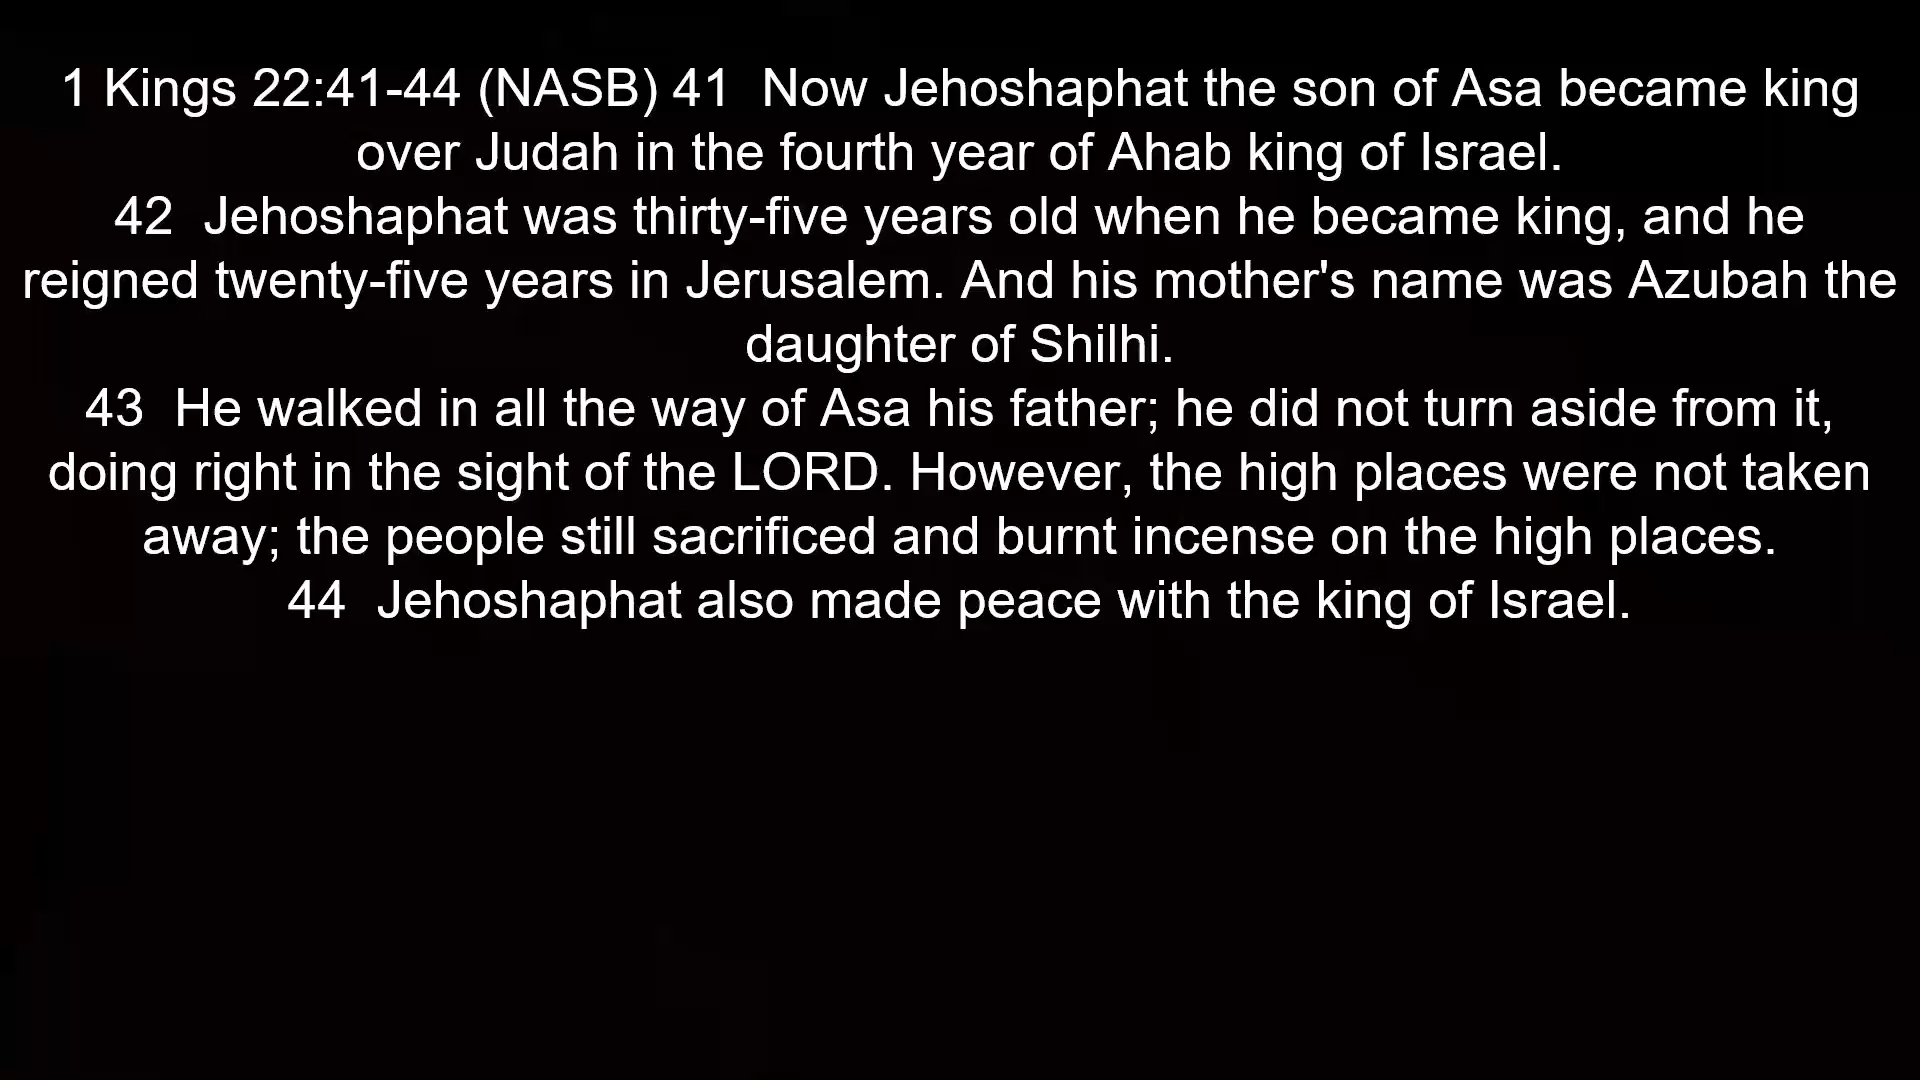 1 Kings 22:41-44 (NASB) 41  Now Jehoshaphat the son of Asa became king
over Judah in the fourth year of Ahab king of Israel.
42  Jehoshaphat was thirty-five years old when he became king, and he
reigned twenty-five years in Jerusalem. And his mother's name was Azubah the
daughter of Shilhi.
43  He walked in all the way of Asa his father; he did not turn aside from it,
doing right in the sight of the LORD. However, the high places were not taken
away; the people still sacrificed and burnt incense on the high places.
44  Jehoshaphat also made peace with the king of Israel.